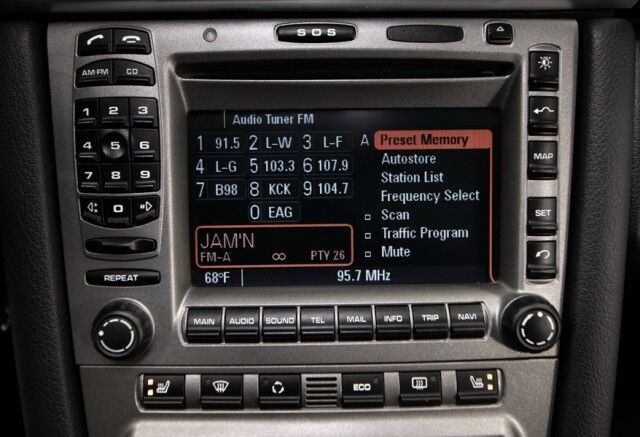 SOS
AM·FM CD
1 2 3
4 5 6
7 8 9
0
REPEAT
Audio Tuner FM
1 91.5 2 L-W 3 L-F A
4 L-G 5 103.3 6 107.9
7 B98 8 KCK 9 104.7
0 EAG
Preset Memory
Autostore
Station List
Frequency Select
Scan
Traffic Program
Mute
JAM'N
FM-A ∞ PTY 26
68°F 95.7 MHz
MAP
SET
MAIN AUDIO SOUND TEL MAIL INFO TRIP NAVI
ECO